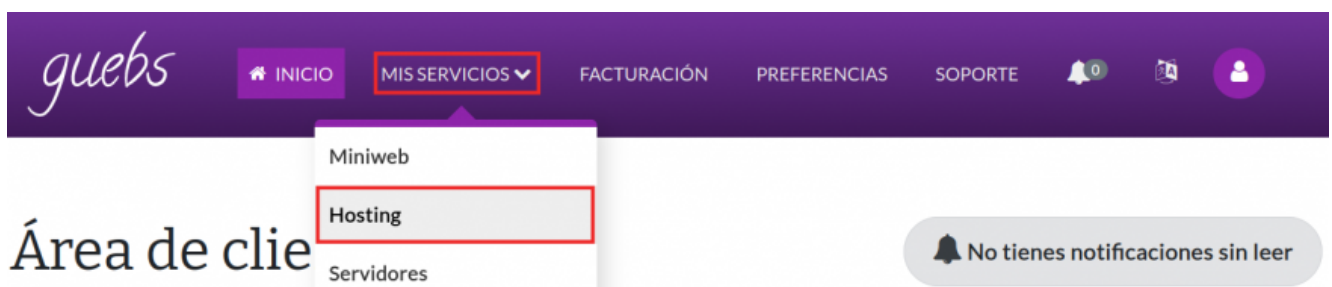 guebs
INICIO MIS SERVICIOS FACTURACIÓN PREFERENCIAS SOPORTE 0
Miniweb
Hosting
Servidores
Área de clie
No tienes notificaciones sin leer